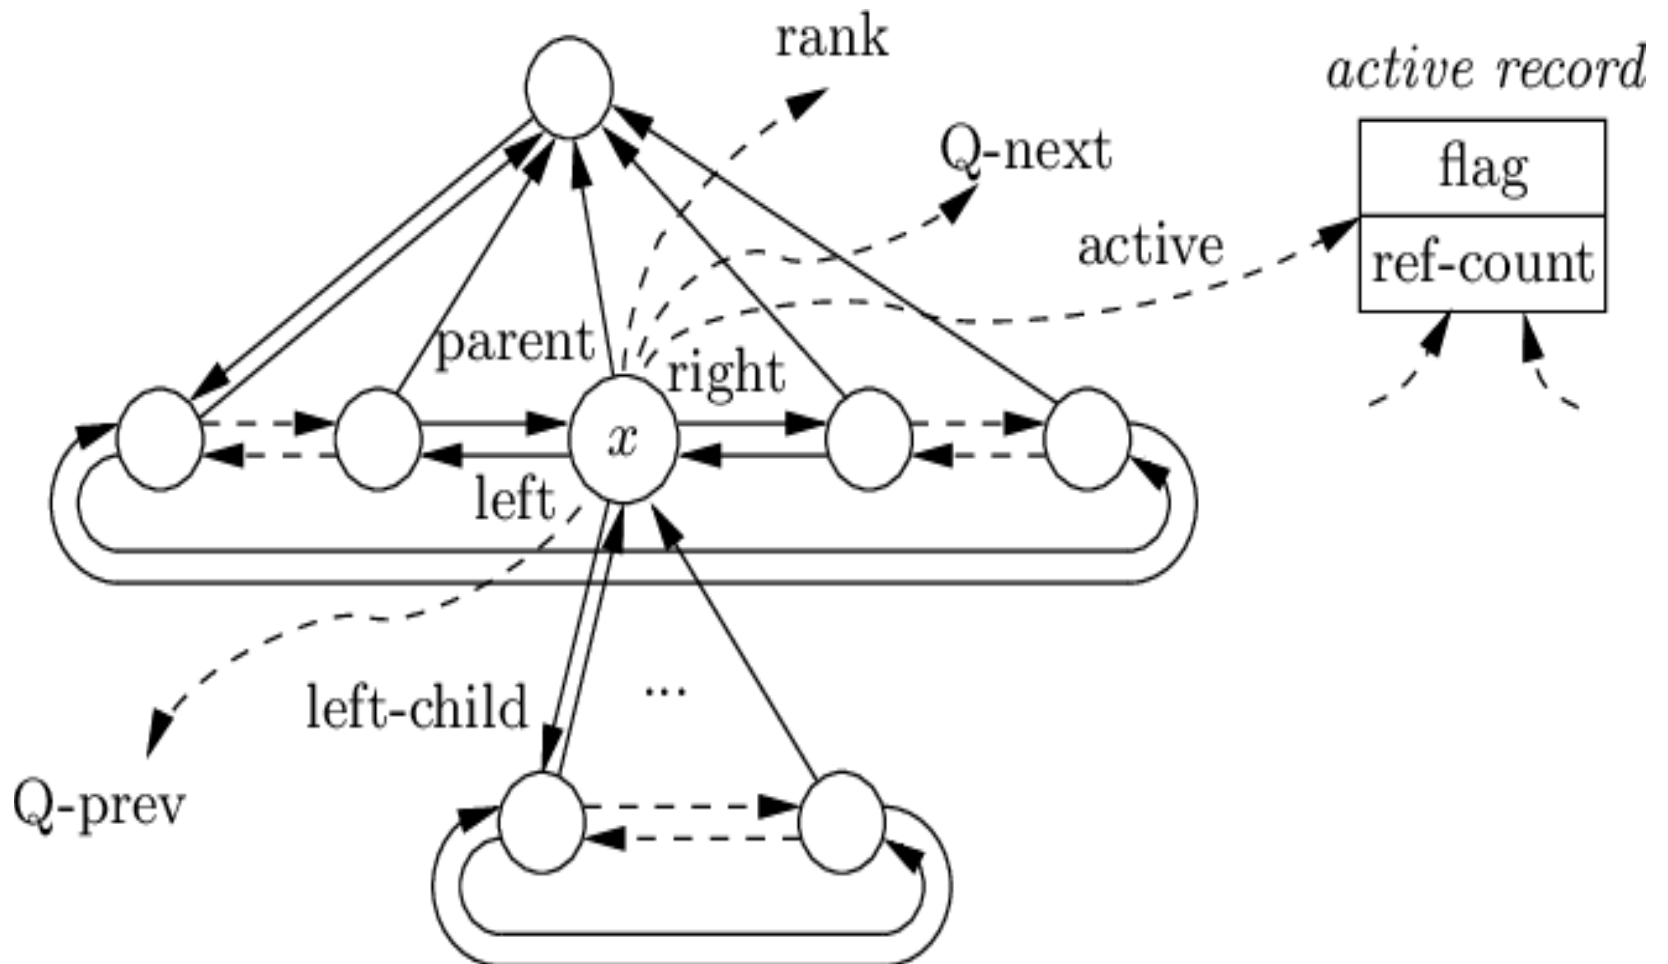 rank
active record
Q-next
flag
active
ref-count
parent
right
x
left
left-child
...
Q-prev